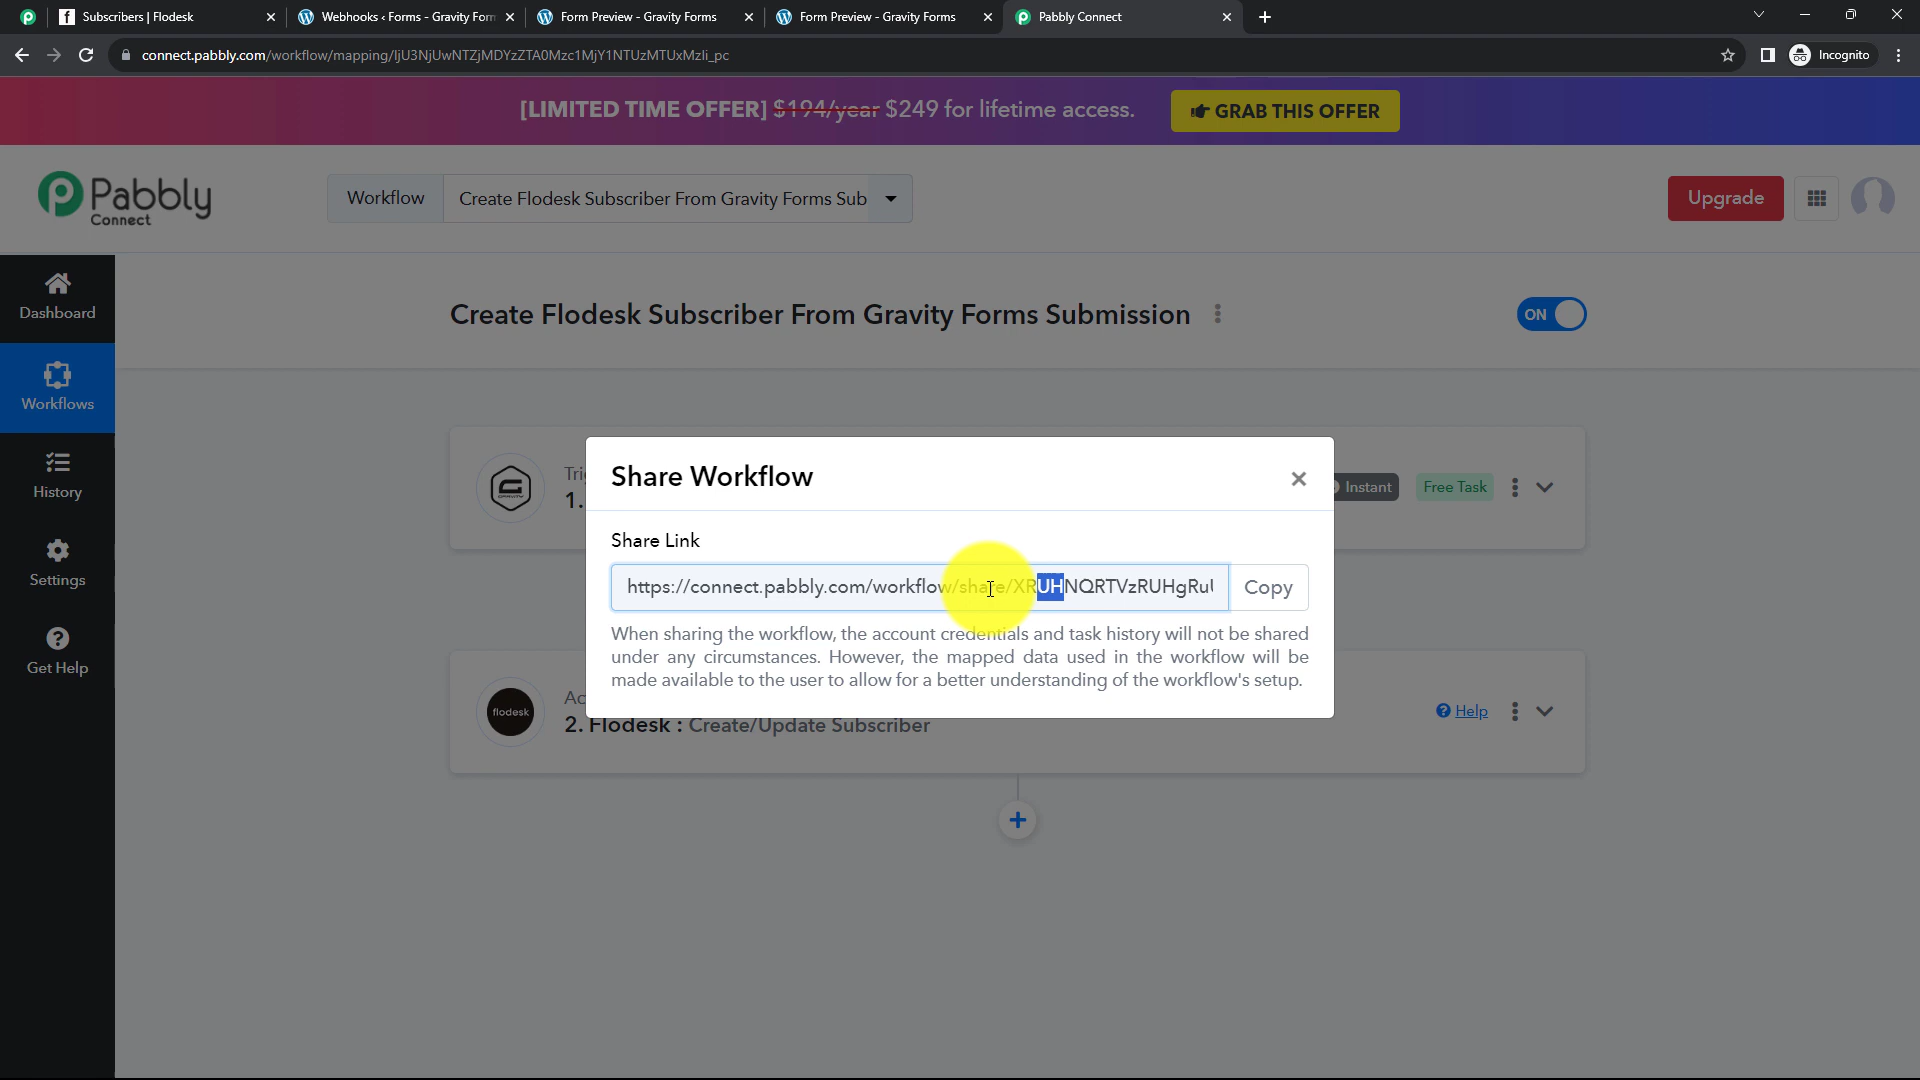 Subscribers | Flodesk
Webhooks ‹ Forms - Gravity Form
Form Preview - Gravity Forms
Form Preview - Gravity Forms
Pabbly Connect
connect.pabbly.com/workflow/mapping/IjU3NjUwNTZjMDYzZTA0Mzc1MjY1NTUzMTUxMzIi_pc
Incognito
[LIMITED TIME OFFER] $194/year $249 for lifetime access.
GRAB THIS OFFER
Pabbly
Connect
Workflow
Create Flodesk Subscriber From Gravity Forms Sub
Upgrade
Dashboard
Workflows
History
Settings
Get Help
Create Flodesk Subscriber From Gravity Forms Submission
ON
GRAVITY
1.
Instant
Free Task
Share Workflow
Share Link
https://connect.pabbly.com/workflow/share/XRUHNQRTVzRUHgRu
Copy
When sharing the workflow, the account credentials and task history will not be shared
under any circumstances. However, the mapped data used in the workflow will be
made available to the user to allow for a better understanding of the workflow's setup.
flodesk
2. Flodesk : Create/Update Subscriber
Help